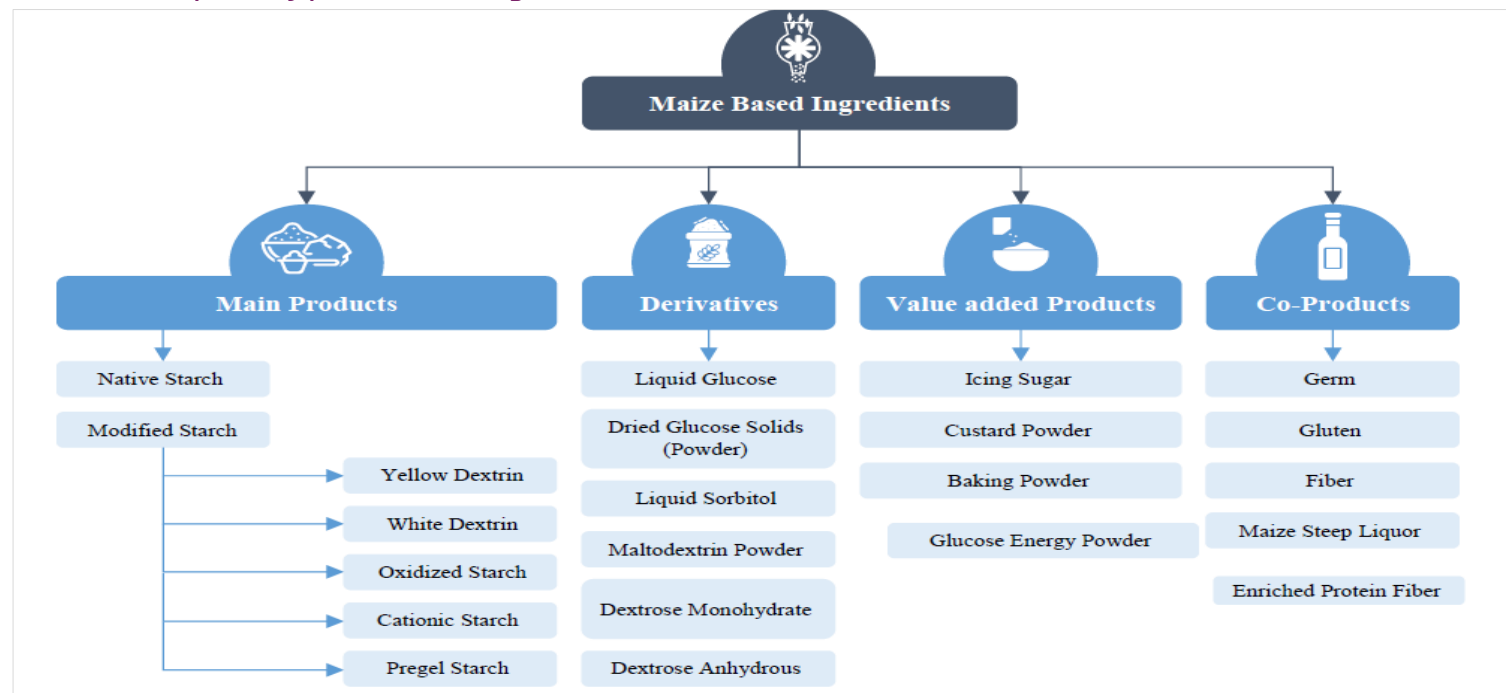 Maize Based Ingredients
Main Products
Native Starch
Modified Starch
Yellow Dextrin
White Dextrin
Oxidized Starch
Cationic Starch
Pregel Starch
Derivatives
Liquid Glucose
Dried Glucose Solids
(Powder)
Liquid Sorbitol
Maltodextrin Powder
Dextrose Monohydrate
Dextrose Anhydrous
Value added Products
Icing Sugar
Custard Powder
Baking Powder
Glucose Energy Powder
Co-Products
Germ
Gluten
Fiber
Maize Steep Liquor
Enriched Protein Fiber